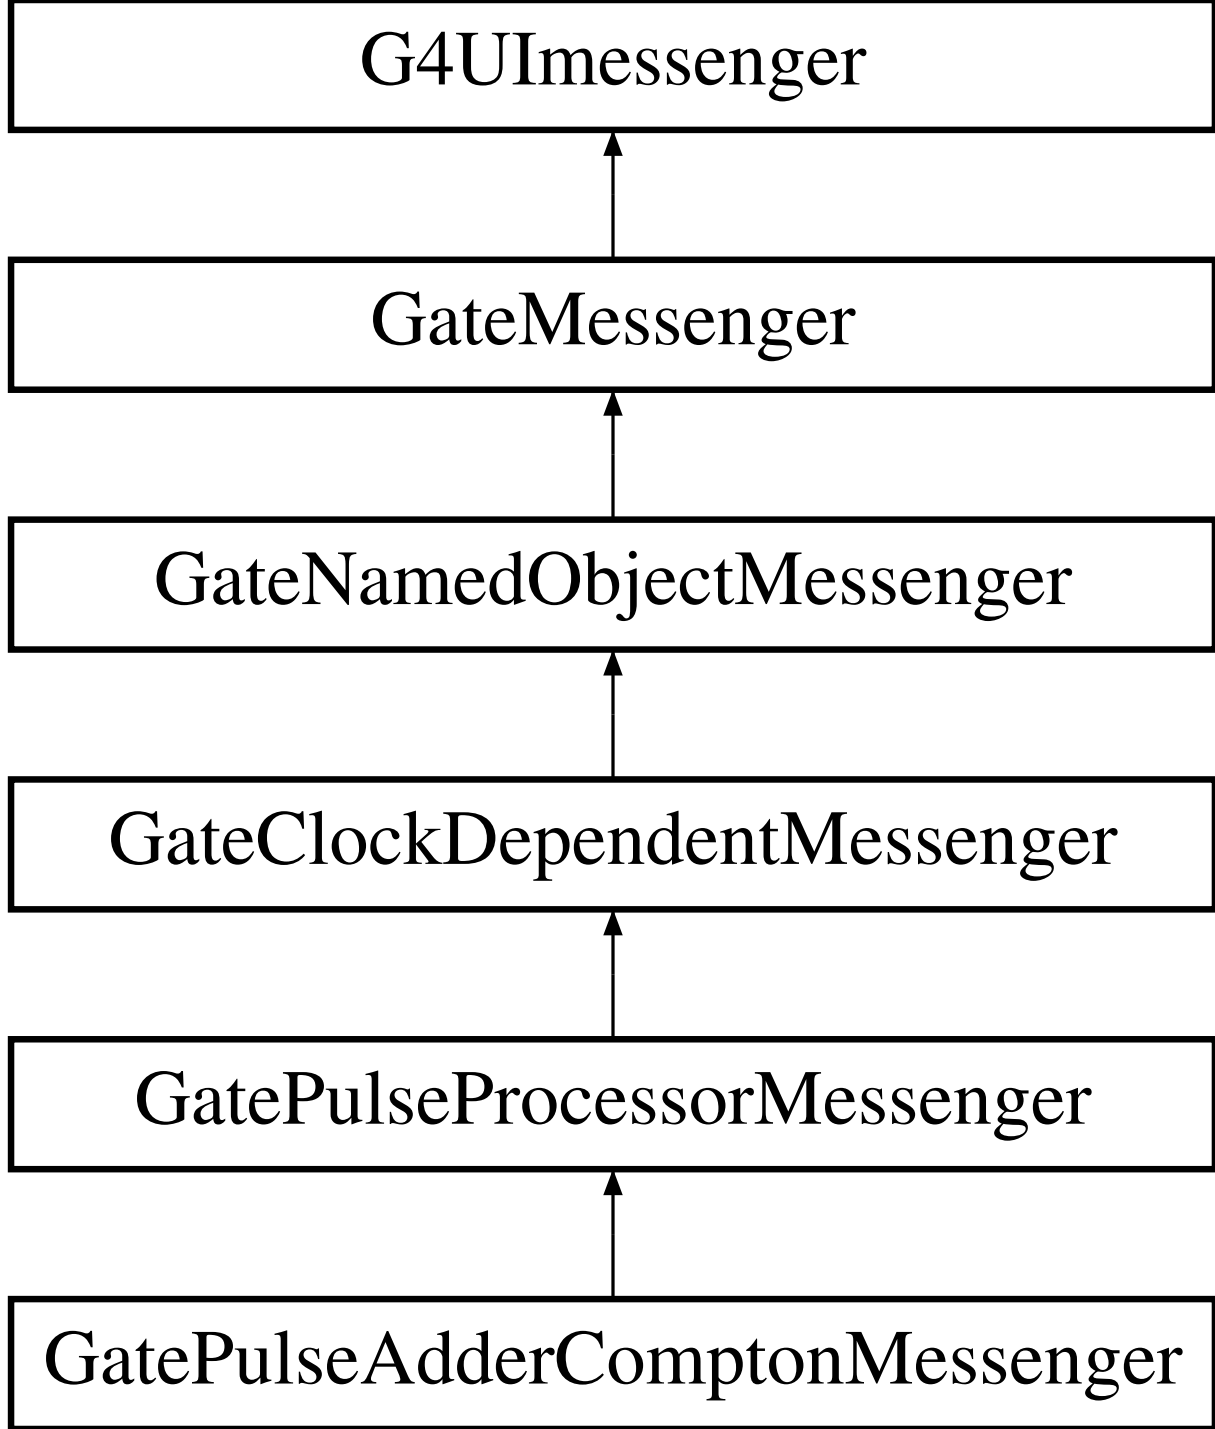 G4UImessenger
GateMessenger
GateNamedObjectMessenger
GateClockDependentMessenger
GatePulseProcessorMessenger
GatePulseAdderComptonMessenger